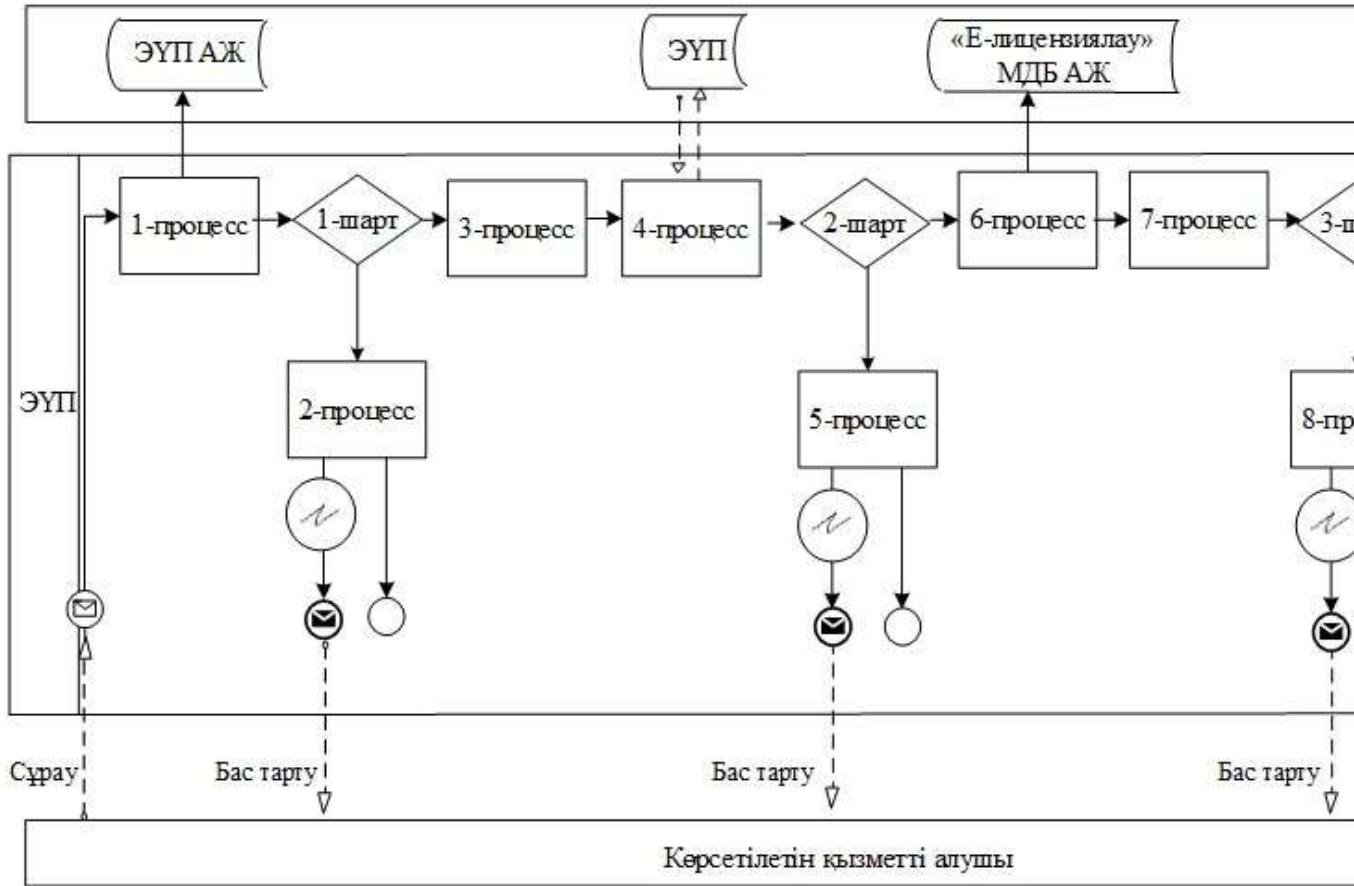 ЭҮП АЖ
ЭҮП
«Е-лицензиялау»
МДБ АЖ
ЭҮП
1-процесс
1-шарт
3-процесс
4-процесс
2-шарт
6-процесс
7-процесс
2-процесс
5-процесс
Сұрау
Бас тарту
Бас тарту
Бас тарту
Көрсетілетін қызметті алушы